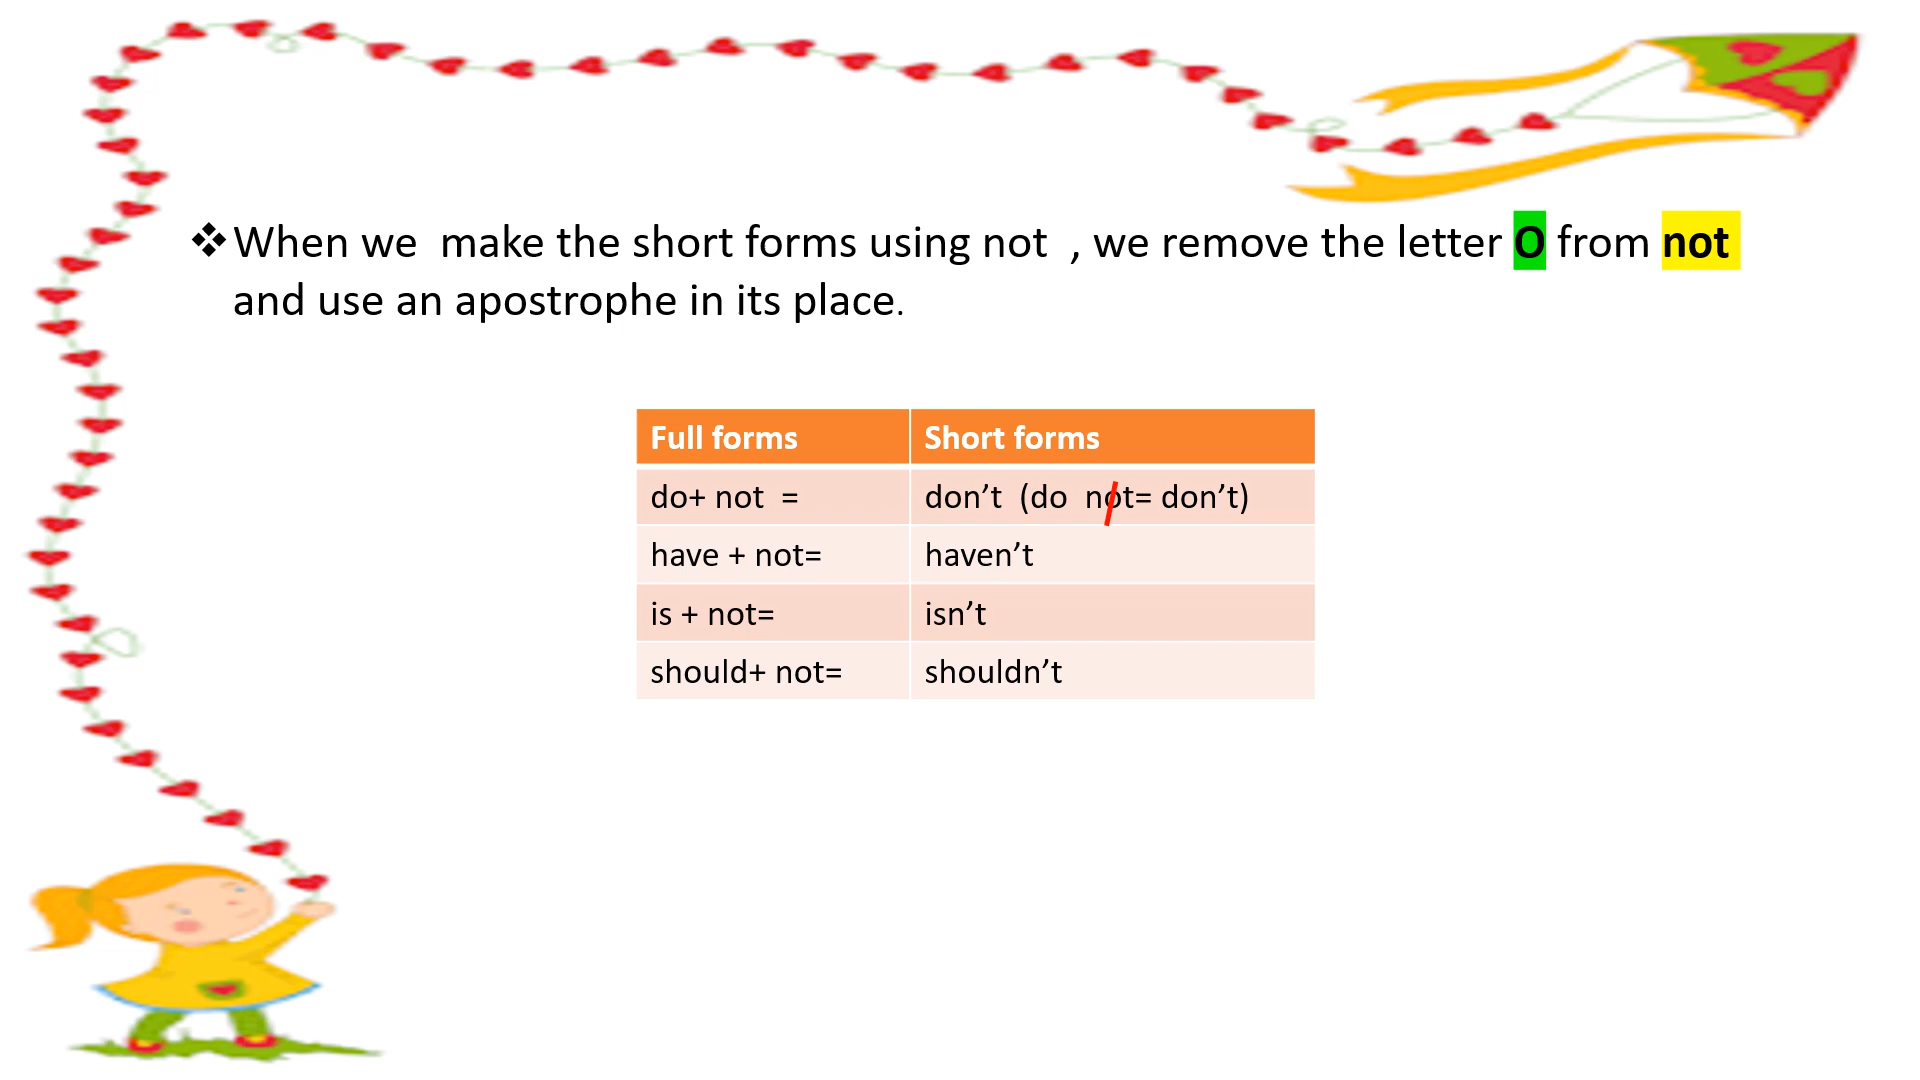 ❖When we make the short forms using not , we remove the letter O from not
and use an apostrophe in its place.
Full forms Short forms
do+ not = don’t (do not= don’t)
have + not= haven’t
is + not= isn’t
should+ not= shouldn’t